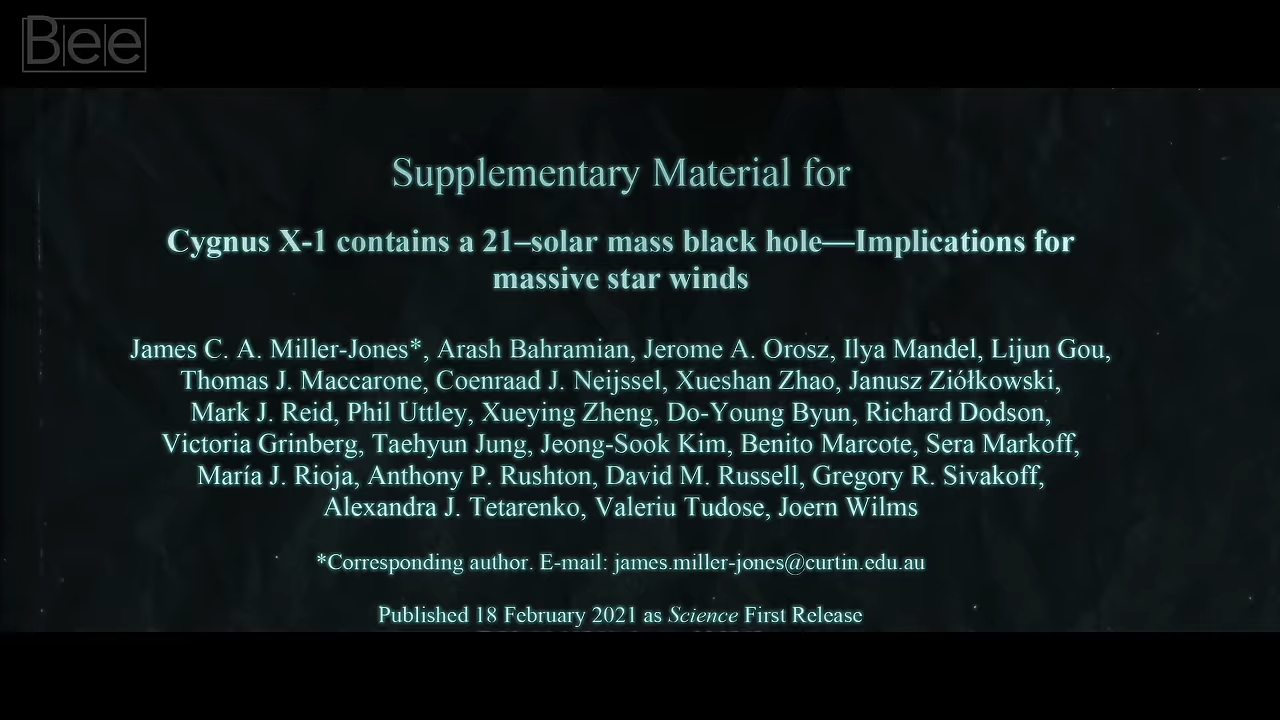 Bee
Supplementary Material for
Cygnus X-1 contains a 21–solar mass black hole—Implications for
massive star winds
James C. A. Miller-Jones*, Arash Bahramian, Jerome A. Orosz, Ilya Mandel, Lijun Gou,
Thomas J. Maccarone, Coenraad J. Neijssel, Xueshan Zhao, Janusz Ziółkowski,
Mark J. Reid, Phil Uttley, Xueying Zheng, Do-Young Byun, Richard Dodson,
Victoria Grinberg, Taehyun Jung, Jeong-Sook Kim, Benito Marcote, Sera Markoff,
María J. Rioja, Anthony P. Rushton, David M. Russell, Gregory R. Sivakoff,
Alexandra J. Tetarenko, Valeriu Tudose, Joern Wilms
*Corresponding author. E-mail: james.miller-jones@curtin.edu.au
Published 18 February 2021 as Science First Release